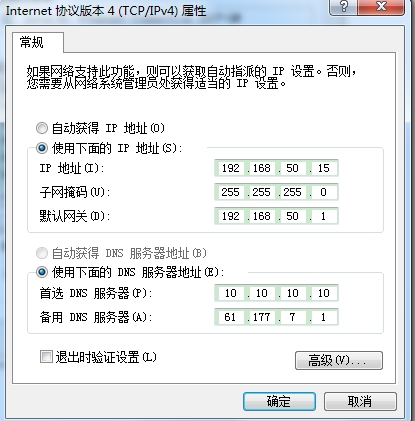 Internet 协议版本 4 (TCP/IPv4) 属性
常规
如果网络支持此功能，则可以获取自动指派的 IP 设置。否则，
您需要从网络系统管理员处获得适当的 IP 设置。
自动获得 IP 地址(O)
使用下面的 IP 地址(S):
IP 地址(I): 192 .168 .50 .15
子网掩码(U): 255 .255 .255 .0
默认网关(D): 192 .168 .50 .1
自动获得 DNS 服务器地址(B)
使用下面的 DNS 服务器地址(E):
首选 DNS 服务器(P): 10 .10 .10 .10
备用 DNS 服务器(A): 61 .177 .7 .1
退出时验证设置(L)
高级(V)...
确定
取消